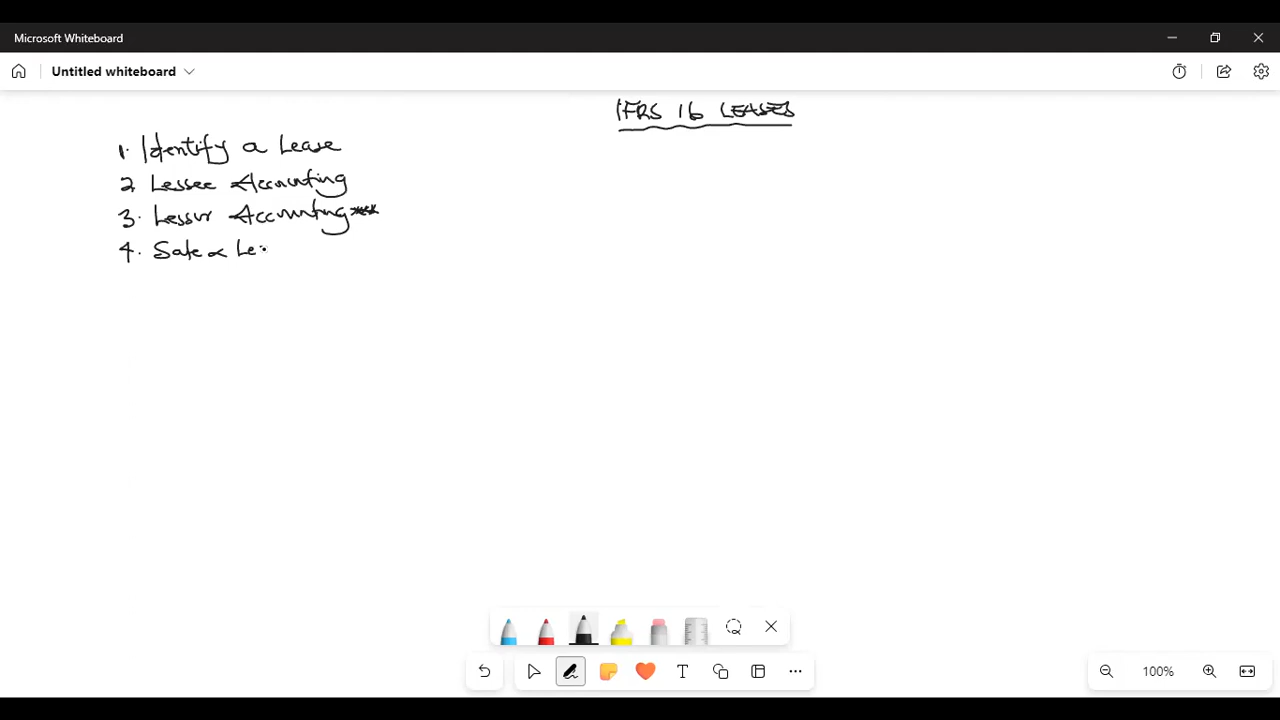 Microsoft Whiteboard
Untitled whiteboard
IFRS 16 LEASES
1. Identify a Lease
2. Lessee Accounting
3. Lessor Accounting***
4. Sale & Le
100%